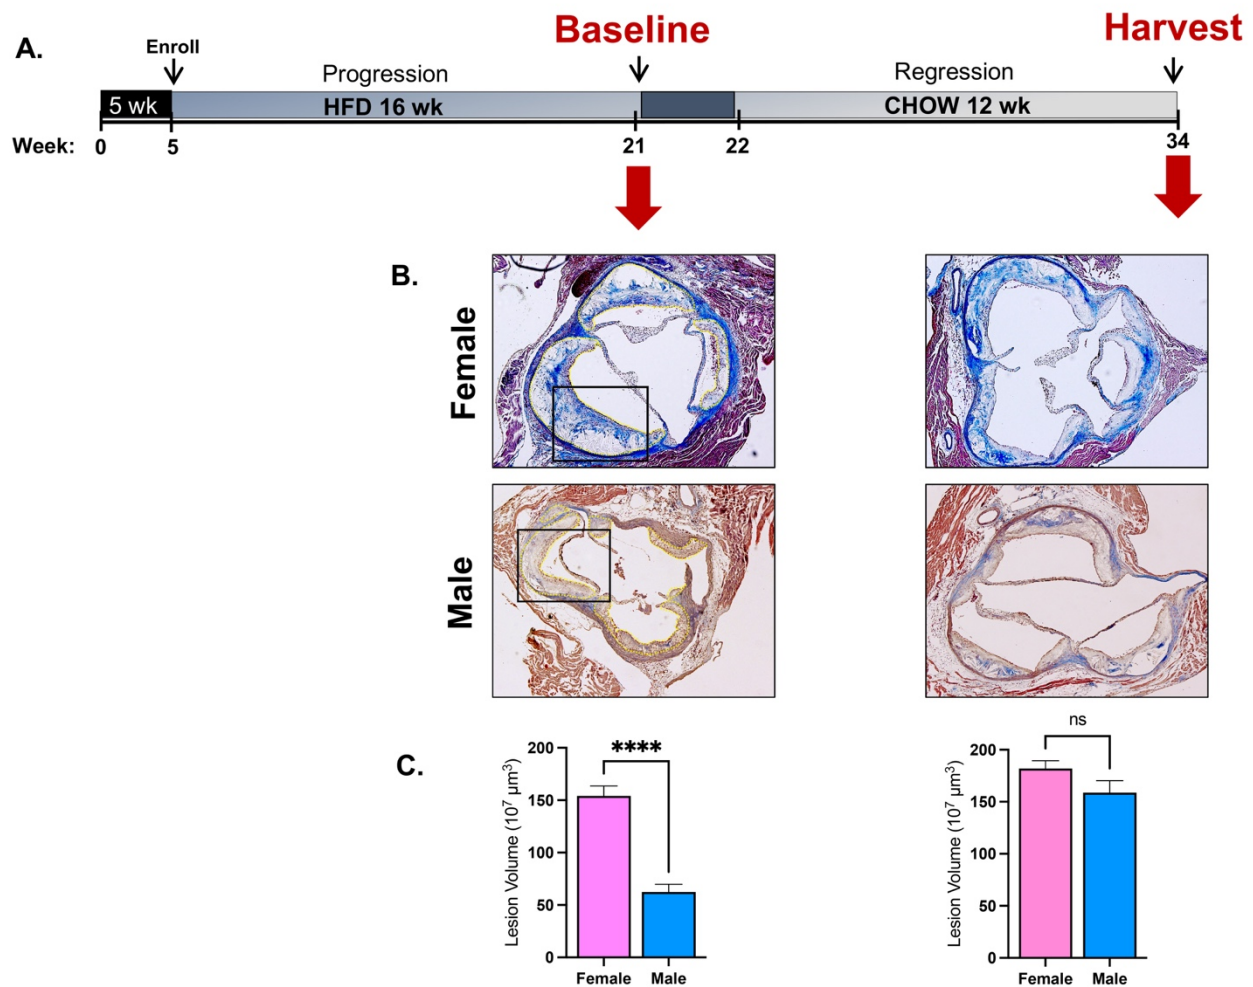 A.
Enroll
Baseline
Harvest
Progression
Regression
5 wk
HFD 16 wk
CHOW 12 wk
Week:
0
5
21
22
34
B.
Female
Male
C.
Lesion Volume (10⁷ µm³)
200
150
100
50
0
****
Female
Male
Lesion Volume (10⁷ µm³)
200
150
100
50
0
ns
Female
Male